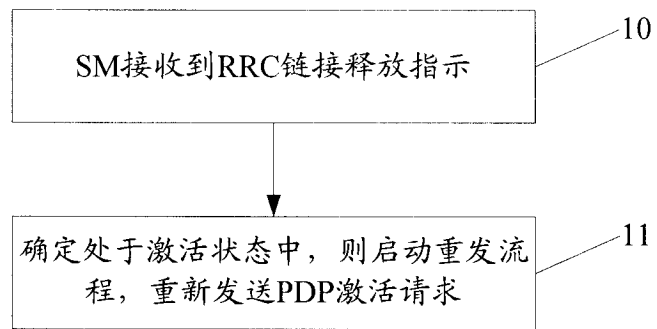 SM接收到RRC链接释放指示
10
确定处于激活状态中，则启动重发流
程，重新发送PDP激活请求
11